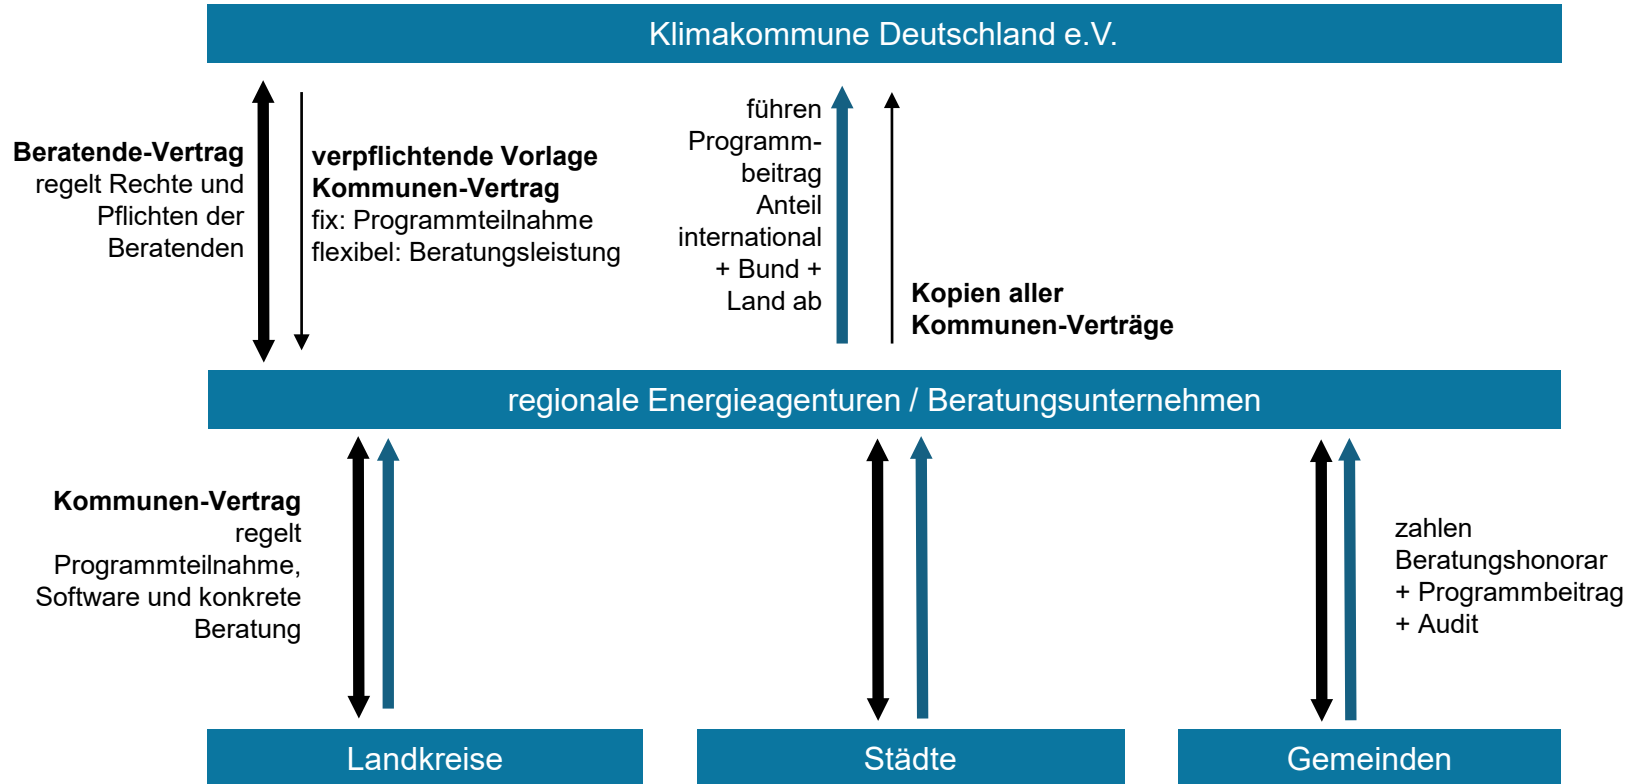 Klimakommune Deutschland e.V.
Beratende-Vertrag
regelt Rechte und
Pflichten der
Beratenden
verpflichtende Vorlage
Kommunen-Vertrag
fix: Programmteilnahme
flexibel: Beratungsleistung
führen
Programm-
beitrag
Anteil
international
+ Bund +
Land ab
Kopien aller
Kommunen-Verträge
regionale Energieagenturen / Beratungsunternehmen
Kommunen-Vertrag
regelt
Programmteilnahme,
Software und konkrete
Beratung
zahlen
Beratungshonorar
+ Programmbeitrag
+ Audit
Landkreise
Städte
Gemeinden